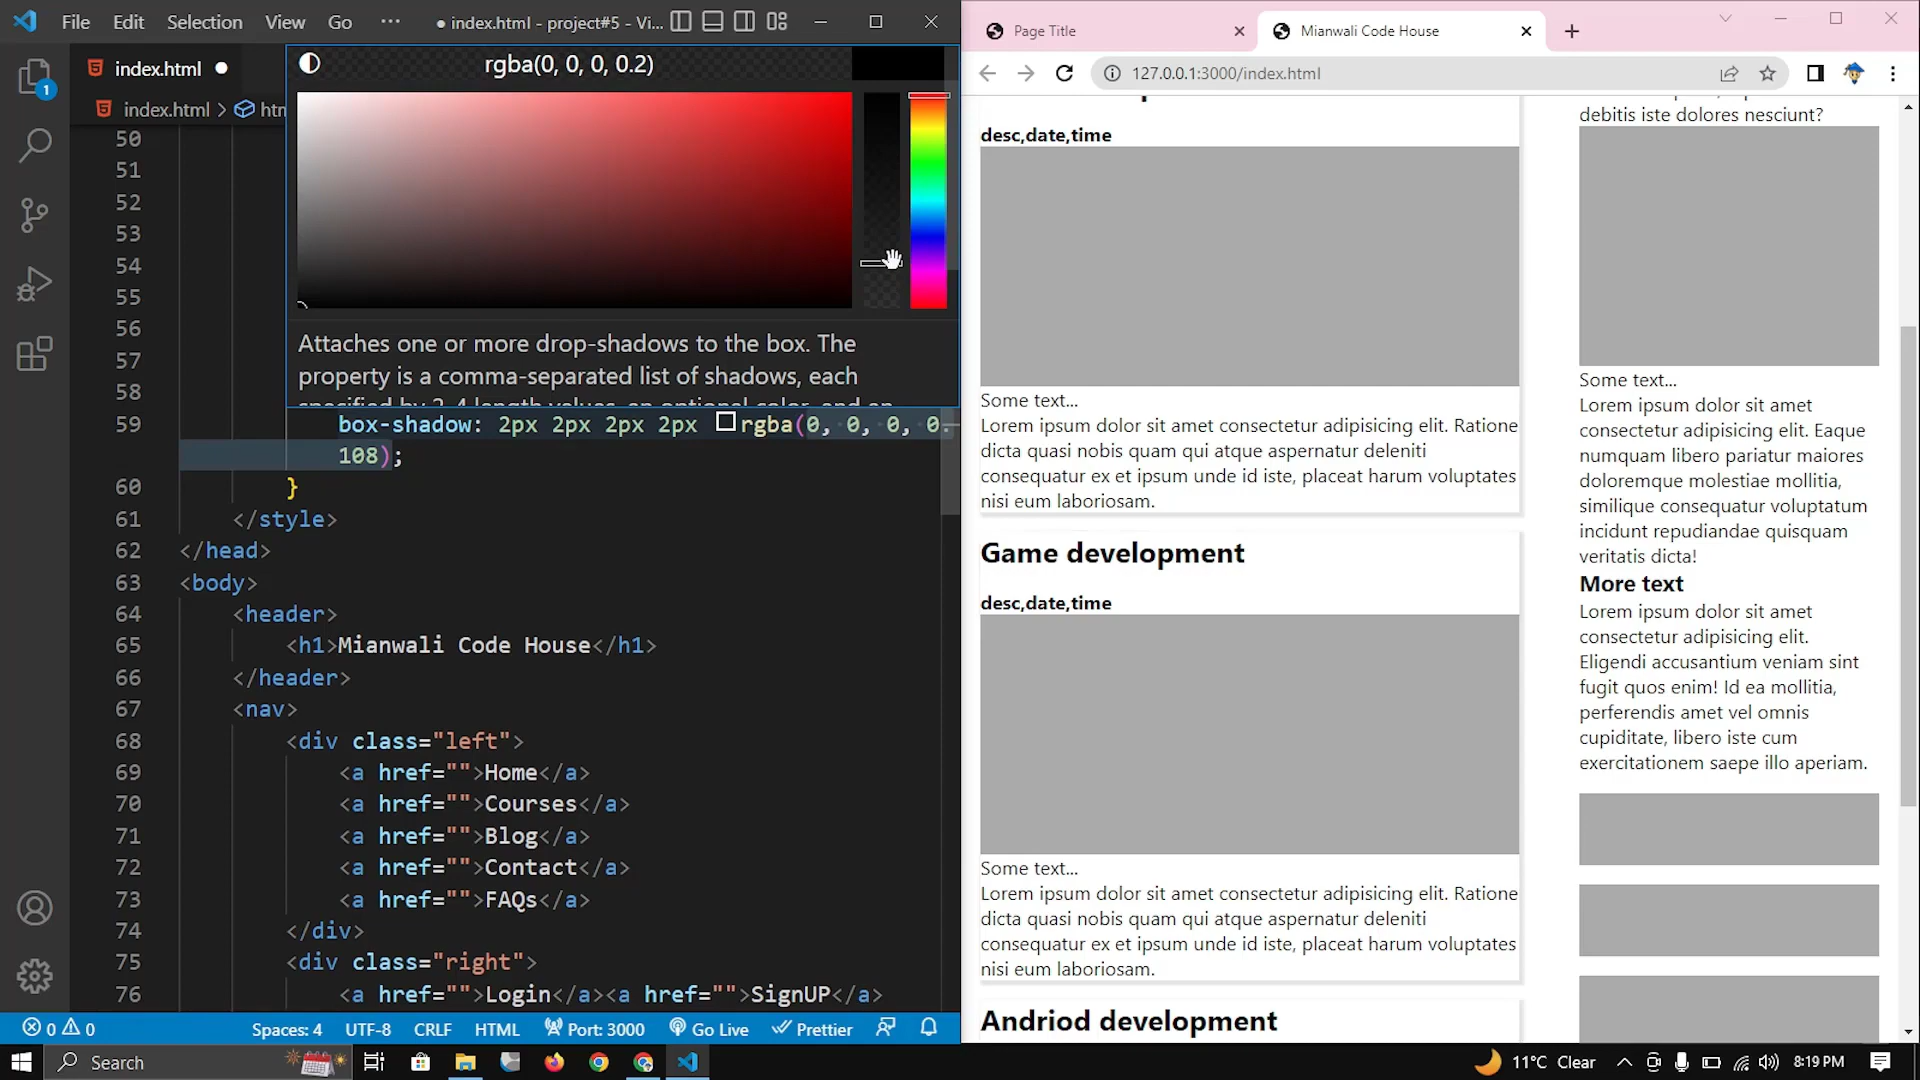 File Edit Selection View Go ··· ● index.html - project#5 - Vi...
index.html ●
index.html >
1
rgba(0, 0, 0, 0.2)
Attaches one or more drop-shadows to the box. The
property is a comma-separated list of shadows, each
50
51
52
53
54
55
56
57
58
59 box-shadow: 2px 2px 2px 2px rgba(0, 0, 0, 0.
108);
60 }
61 </style>
62 </head>
63 <body>
64 <header>
65 <h1>Mianwali Code House</h1>
66 </header>
67 <nav>
68 <div class="left">
69 <a href="">Home</a>
70 <a href="">Courses</a>
71 <a href="">Blog</a>
72 <a href="">Contact</a>
73 <a href="">FAQs</a>
74 </div>
75 <div class="right">
76 <a href="">Login</a><a href="">SignUP</a>
0 0 Spaces: 4 UTF-8 CRLF HTML Port: 3000 Go Live Prettier
Page Title
Mianwali Code House
127.0.0.1:3000/index.html
desc,date,time
Some text...
Lorem ipsum dolor sit amet consectetur adipisicing elit. Ratione
dicta quasi nobis quam qui atque aspernatur deleniti
consequatur ex et ipsum unde id iste, placeat harum voluptates
nisi eum laboriosam.
Game development
desc,date,time
Some text...
Lorem ipsum dolor sit amet consectetur adipisicing elit. Ratione
dicta quasi nobis quam qui atque aspernatur deleniti
consequatur ex et ipsum unde id iste, placeat harum voluptates
nisi eum laboriosam.
Andriod development
debitis iste dolores nesciunt?
Some text...
Lorem ipsum dolor sit amet
consectetur adipisicing elit. Eaque
numquam libero pariatur maiores
doloremque molestiae mollitia,
similique consequatur voluptatum
incidunt repudiandae quisquam
veritatis dicta!
More text
Lorem ipsum dolor sit amet
consectetur adipisicing elit.
Eligendi accusantium veniam sint
fugit quos enim! Id ea mollitia,
perferendis amet vel omnis
cupiditate, libero iste cum
exercitationem saepe illo aperiam.
Search
11°C Clear 8:19 PM